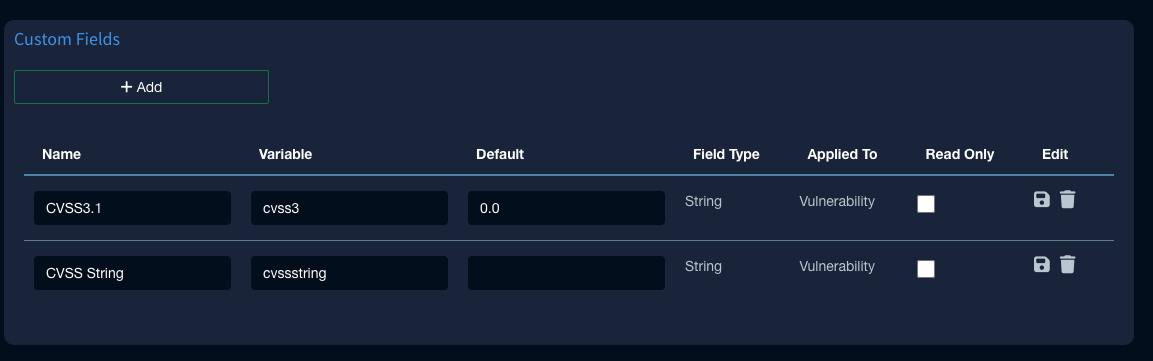 Custom Fields
+ Add
Name Variable Default Field Type Applied To Read Only Edit
CVSS3.1 cvss3 0.0 String Vulnerability
CVSS String cvssstring String Vulnerability